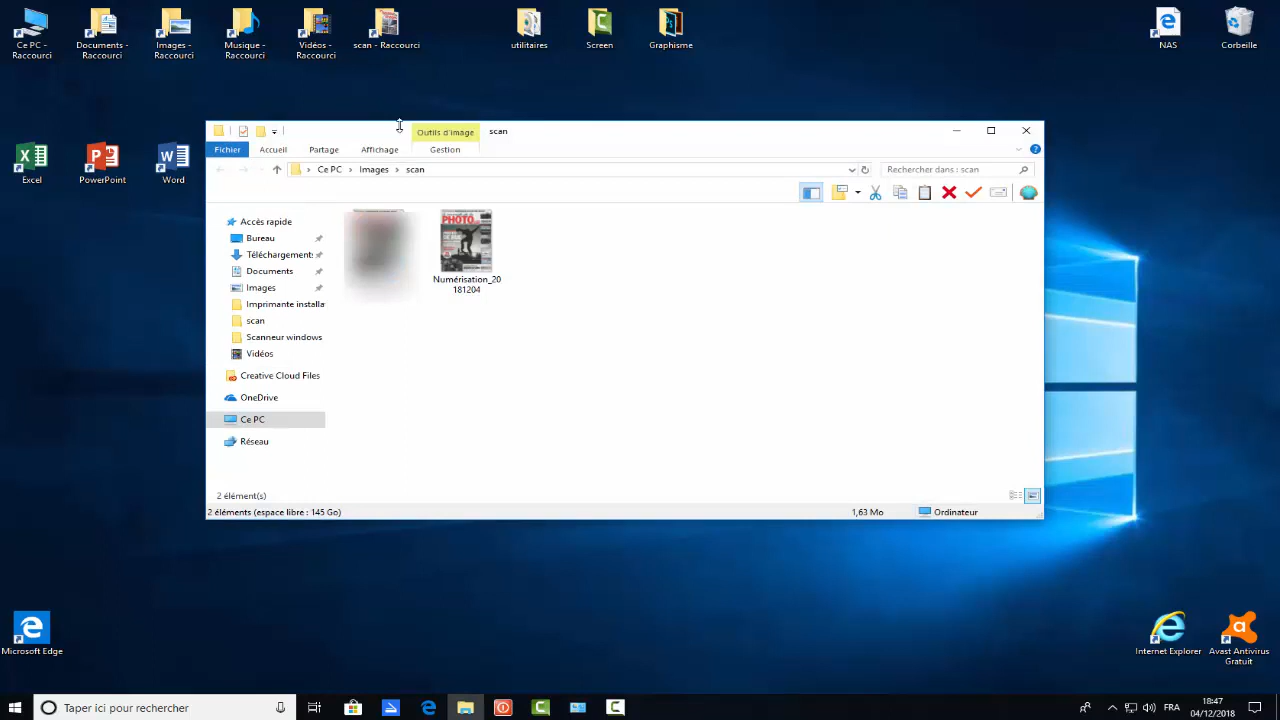 Ce PC - Raccourci
Documents - Raccourci
Images - Raccourci
Musique - Raccourci
Vidéos - Raccourci
scan - Raccourci
utilitaires
Screen
Graphisme
NAS
Corbeille
Excel
PowerPoint
Word
Outils d'image
scan
Fichier
Accueil
Partage
Affichage
Gestion
Ce PC
Images
scan
Rechercher dans : scan
Accès rapide
Bureau
Téléchargements
Documents
Images
Imprimante installa
scan
Scanneur windows
Vidéos
Creative Cloud Files
OneDrive
Ce PC
Réseau
PHOTO
Numérisation_20
181204
2 élément(s)
2 éléments (espace libre : 145 Go)
1,63 Mo
Ordinateur
Microsoft Edge
Internet Explorer
Avast Antivirus
Gratuit
Taper ici pour rechercher
FRA
18:47
04/12/2018